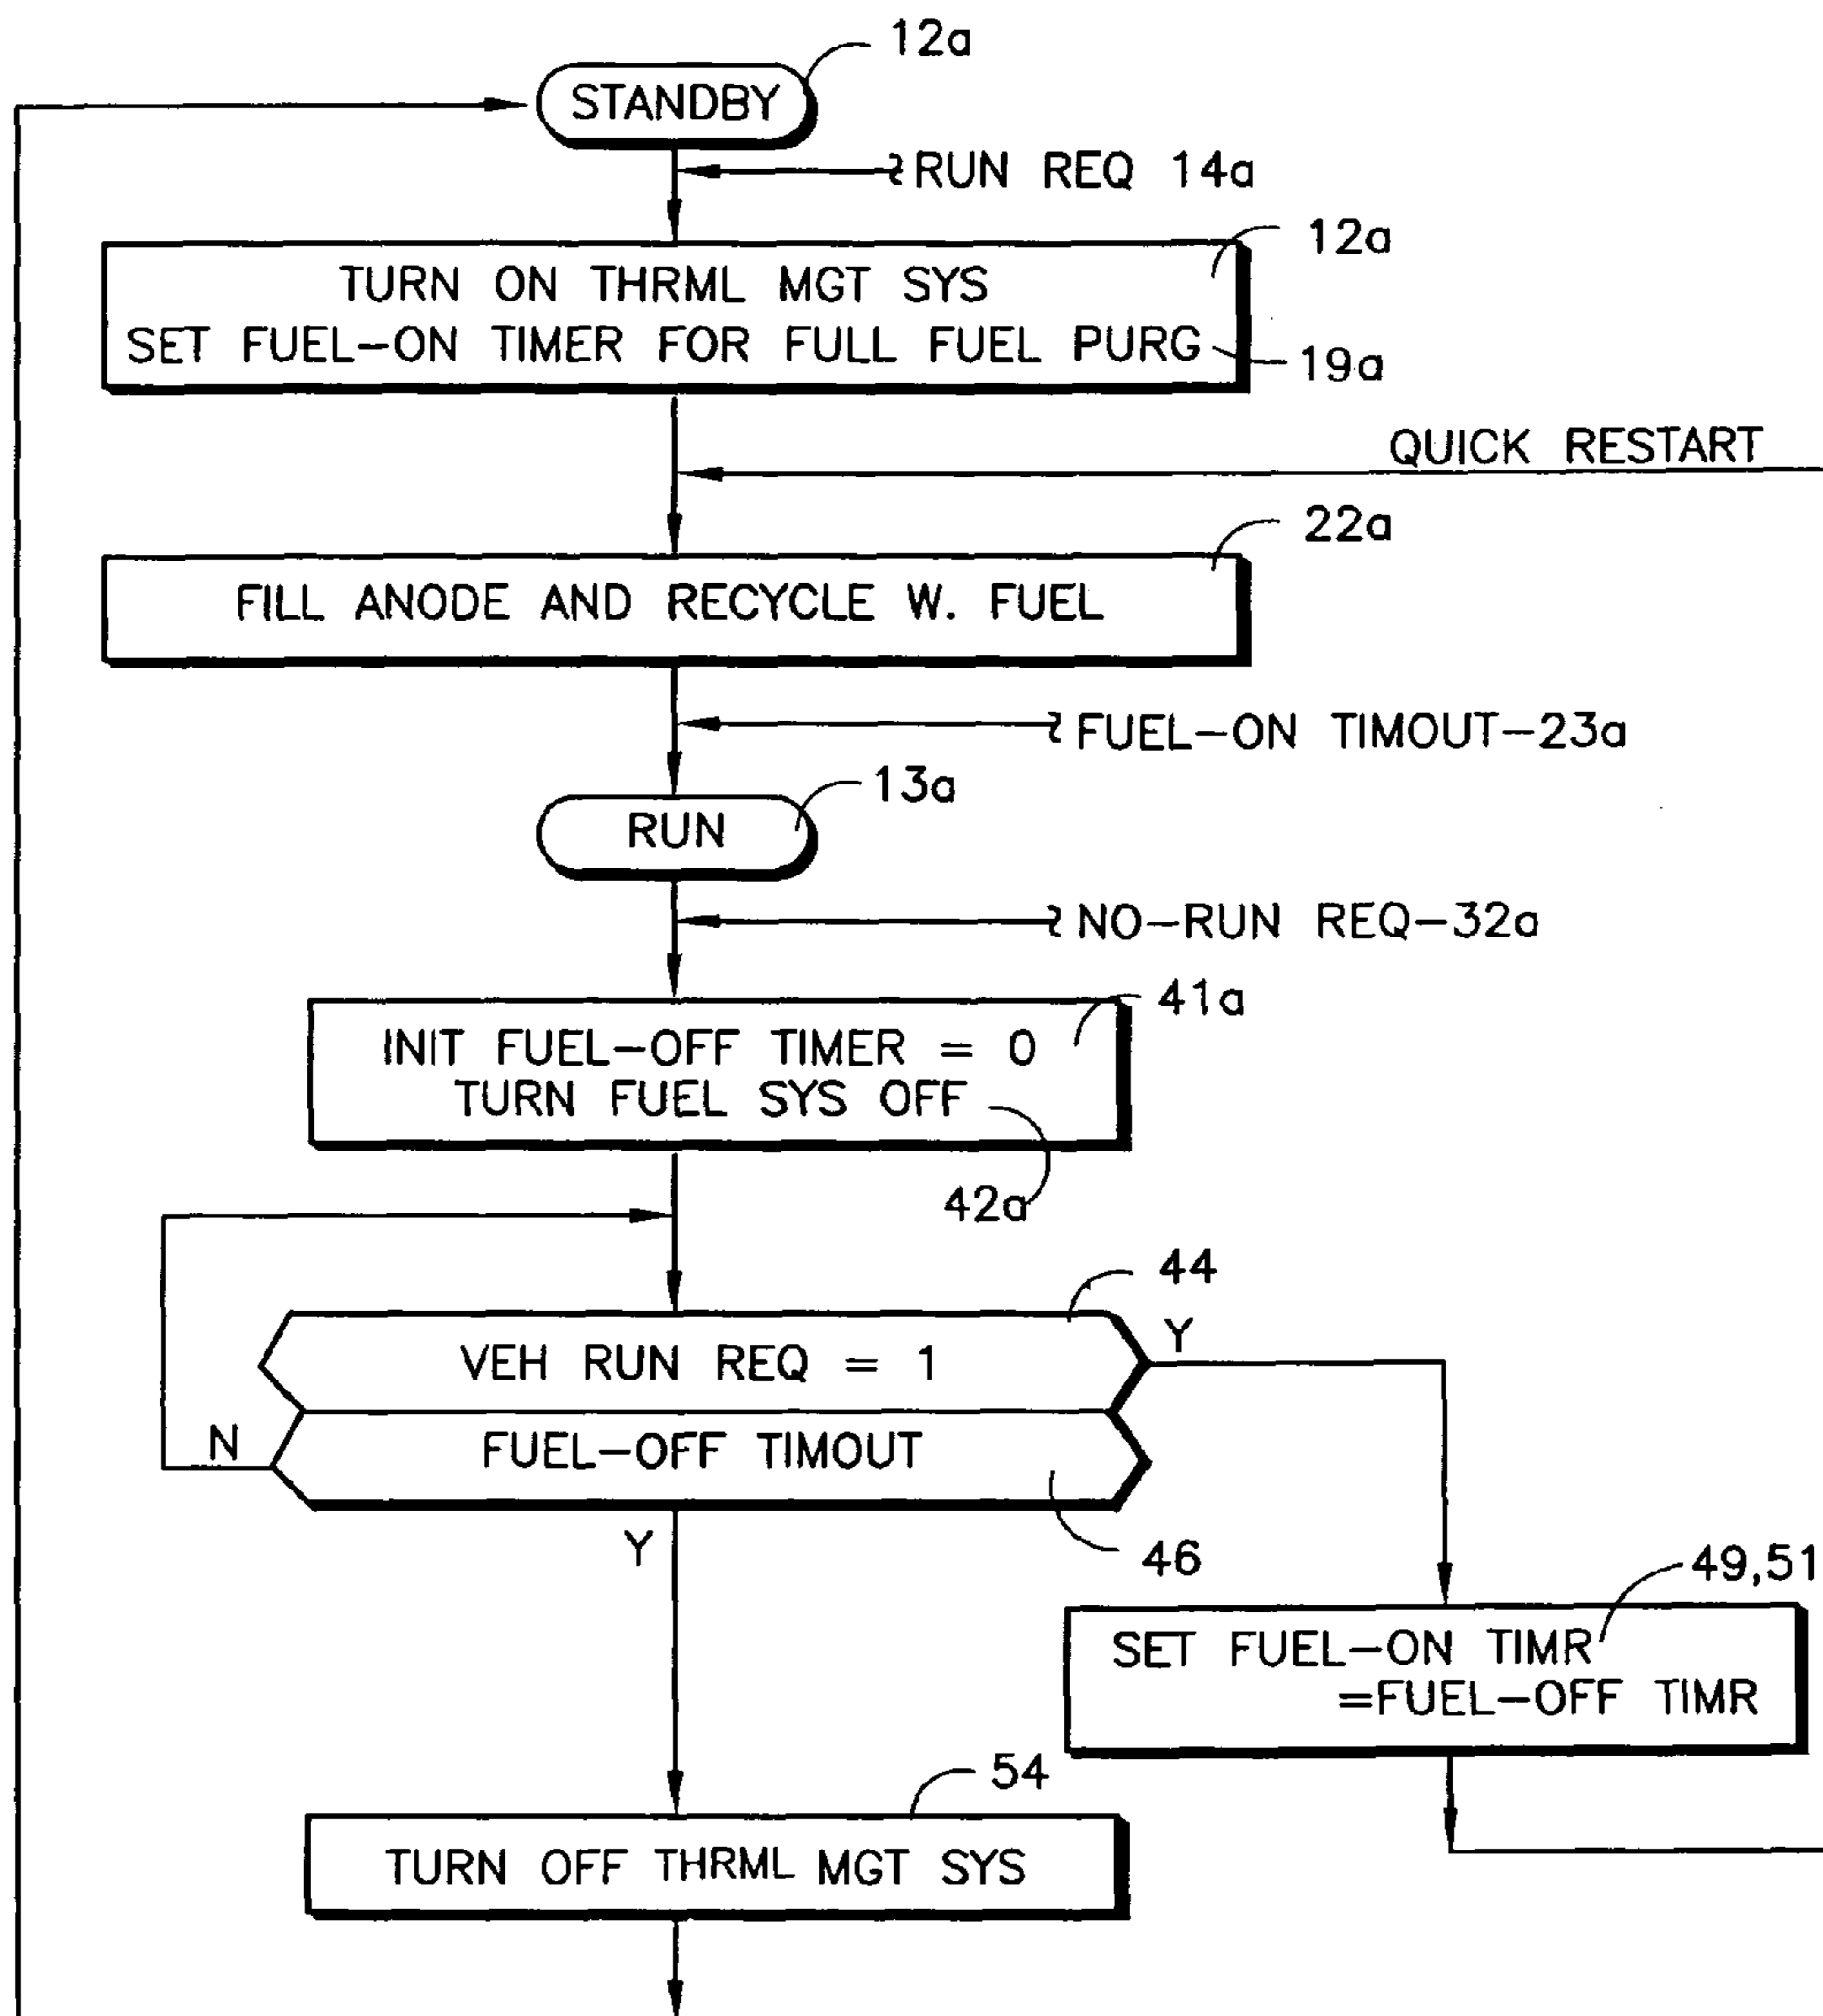 12a
STANDBY
RUN REQ 14a
12a
TURN ON THRML MGT SYS
SET FUEL-ON TIMER FOR FULL FUEL PURG
19a
QUICK RESTART
22a
FILL ANODE AND RECYCLE W. FUEL
FUEL-ON TIMOUT-23a
13a
RUN
NO-RUN REQ-32a
41a
INIT FUEL-OFF TIMER = 0
TURN FUEL SYS OFF
42a
44
Y
VEH RUN REQ = 1
N
FUEL-OFF TIMOUT
Y
46
49,51
SET FUEL-ON TIMR
=FUEL-OFF TIMR
54
TURN OFF THRML MGT SYS